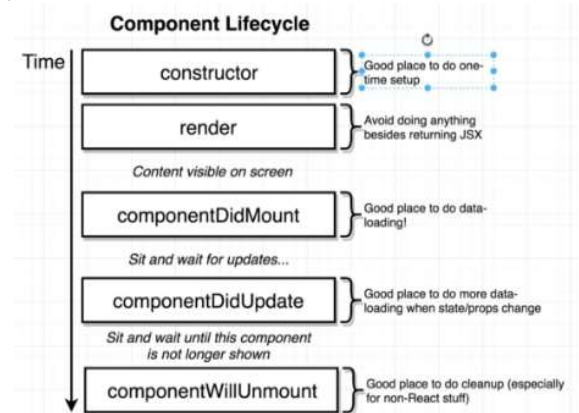 Component Lifecycle
Time
constructor
Good place to do one-
time setup
render
Avoid doing anything
besides returning JSX
Content visible on screen
componentDidMount
Good place to do data-
loading!
Sit and wait for updates...
componentDidUpdate
Good place to do more data-
loading when state/props change
Sit and wait until this component
is not longer shown
componentWillUnmount
Good place to do cleanup (especially
for non-React stuff)